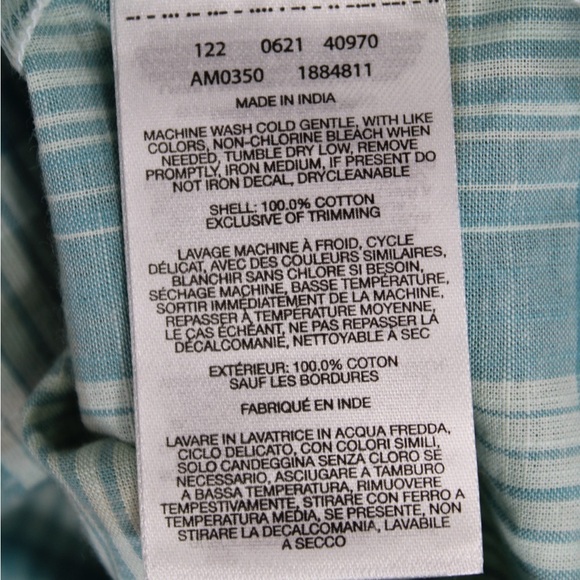 122 0621 40970
AM0350 1884811
MADE IN INDIA
MACHINE WASH COLD GENTLE, WITH LIKE
COLORS, NON-CHLORINE BLEACH WHEN
NEEDED, TUMBLE DRY LOW, REMOVE
PROMPTLY, IRON MEDIUM, IF PRESENT DO
NOT IRON DECAL, DRYCLEANABLE
SHELL: 100.0% COTTON
EXCLUSIVE OF TRIMMING
LAVAGE MACHINE À FROID, CYCLE
DÉLICAT, AVEC DES COULEURS SIMILAIRES,
BLANCHIR SANS CHLORE SI BESOIN,
SÉCHAGE MACHINE, BASSE TEMPÉRATURE,
SORTIR IMMÉDIATEMENT DE LA MACHINE,
REPASSER À TEMPÉRATURE MOYENNE,
LE CAS ÉCHÉANT, NE PAS REPASSER LA
DÉCALCOMANIE, NETTOYABLE À SEC
EXTÉRIEUR: 100.0% COTON
SAUF LES BORDURES
FABRIQUÉ EN INDE
LAVARE IN LAVATRICE IN ACQUA FREDDA,
CICLO DELICATO, CON COLORI SIMILI,
SOLO CANDEGGINA SENZA CLORO SÉ
NECESSARIO, ASCIUGARE A TAMBURO
A BASSA TEMPERATURA, RIMUOVERE
TEMPESTIVAMENTE, STIRARE CON FERRO A
TEMPERATURA MEDIA, SE PRESENTE, NON
STIRARE LA DECALCOMANIA, LAVABILE
A SECCO